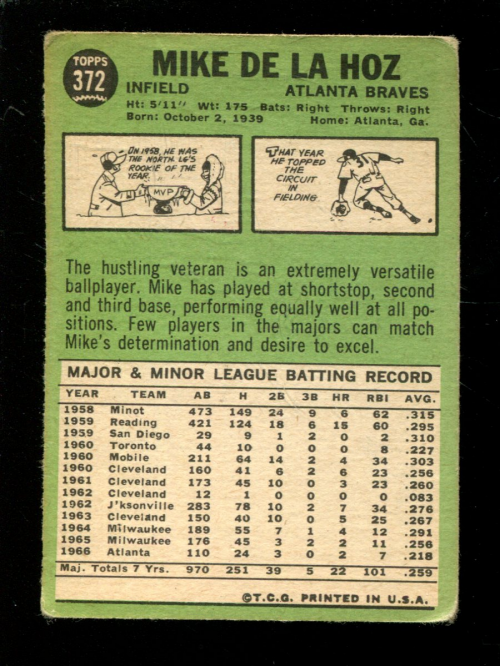 TOPPS
372
MIKE DE LA HOZ
INFIELD ATLANTA BRAVES
Ht: 5'11" Wt: 175 Bats: Right Throws: Right
Born: October 2, 1939 Home: Atlanta, Ga.
IN 1958, HE WAS
THE NORTH. LG'S
ROOKIE OF THE
YEAR.
MVP
THAT YEAR
HE TOPPED
THE
CIRCUIT
IN
FIELDING
The hustling veteran is an extremely versatile
ballplayer. Mike has played at shortstop, second
and third base, performing equally well at all po-
sitions. Few players in the majors can match
Mike's determination and desire to excel.
MAJOR & MINOR LEAGUE BATTING RECORD
YEAR TEAM AB H 2B 3B HR RBI AVG.
1958 Minot 473 149 24 9 6 62 .315
1959 Reading 421 124 18 6 15 60 .295
1959 San Diego 29 9 1 2 0 2 .310
1960 Toronto 44 10 0 0 0 8 .227
1960 Mobile 211 64 14 2 4 34 .303
1960 Cleveland 160 41 6 2 6 23 .256
1961 Cleveland 173 45 10 0 3 23 .260
1962 Cleveland 12 1 0 0 0 0 .083
1962 J'ksonville 283 78 10 2 7 34 .276
1963 Cleveland 150 40 10 0 5 25 .267
1964 Milwaukee 189 55 7 1 4 12 .291
1965 Milwaukee 176 45 3 2 2 11 .256
1966 Atlanta 110 24 3 0 2 7 .218
Maj. Totals 7 Yrs. 970 251 39 5 22 101 .259
©T.C.G. PRINTED IN U.S.A.